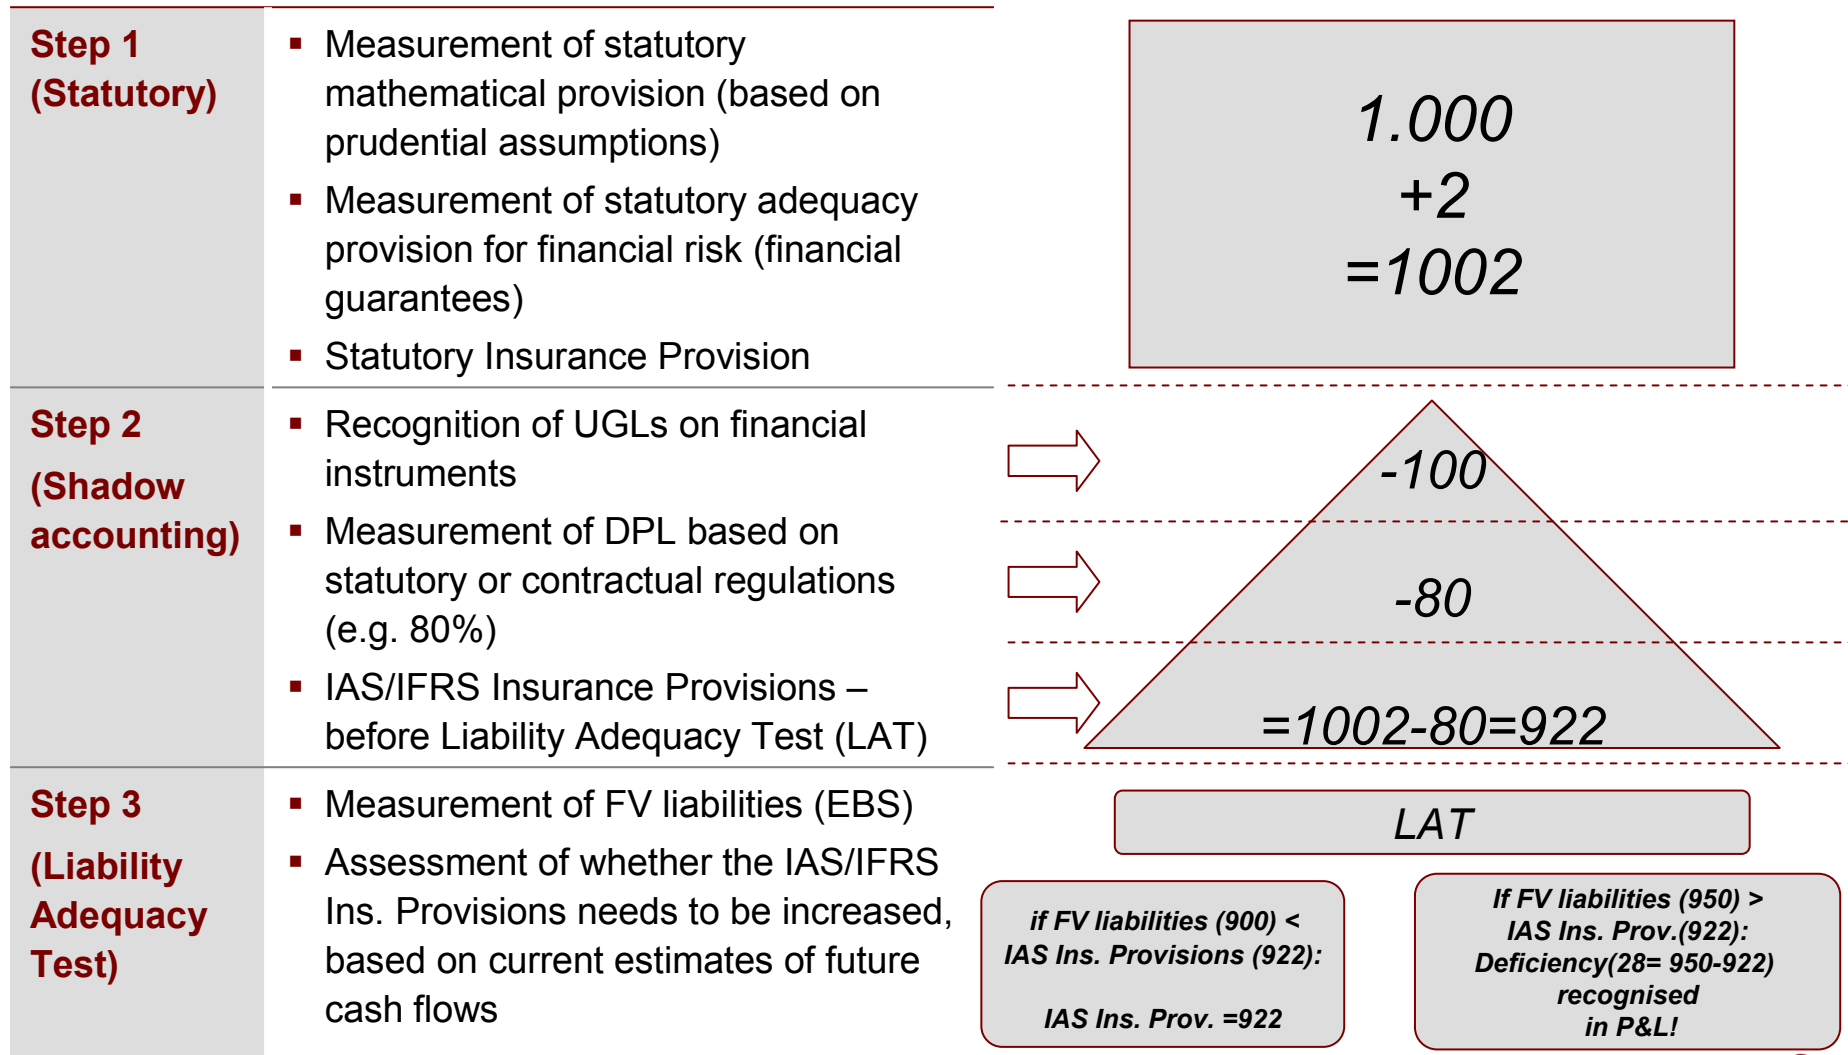 Step 1
(Statutory)
▪ Measurement of statutory
mathematical provision (based on
prudential assumptions)
▪ Measurement of statutory adequacy
provision for financial risk (financial
guarantees)
▪ Statutory Insurance Provision
1.000
+2
=1002
Step 2
(Shadow
accounting)
▪ Recognition of UGLs on financial
instruments
▪ Measurement of DPL based on
statutory or contractual regulations
(e.g. 80%)
▪ IAS/IFRS Insurance Provisions –
before Liability Adequacy Test (LAT)
-100
-80
=1002-80=922
Step 3
(Liability
Adequacy
Test)
▪ Measurement of FV liabilities (EBS)
▪ Assessment of whether the IAS/IFRS
Ins. Provisions needs to be increased,
based on current estimates of future
cash flows
LAT
if FV liabilities (900) <
IAS Ins. Provisions (922):
IAS Ins. Prov. =922
If FV liabilities (950) >
IAS Ins. Prov.(922):
Deficiency(28= 950-922)
recognised
in P&L!